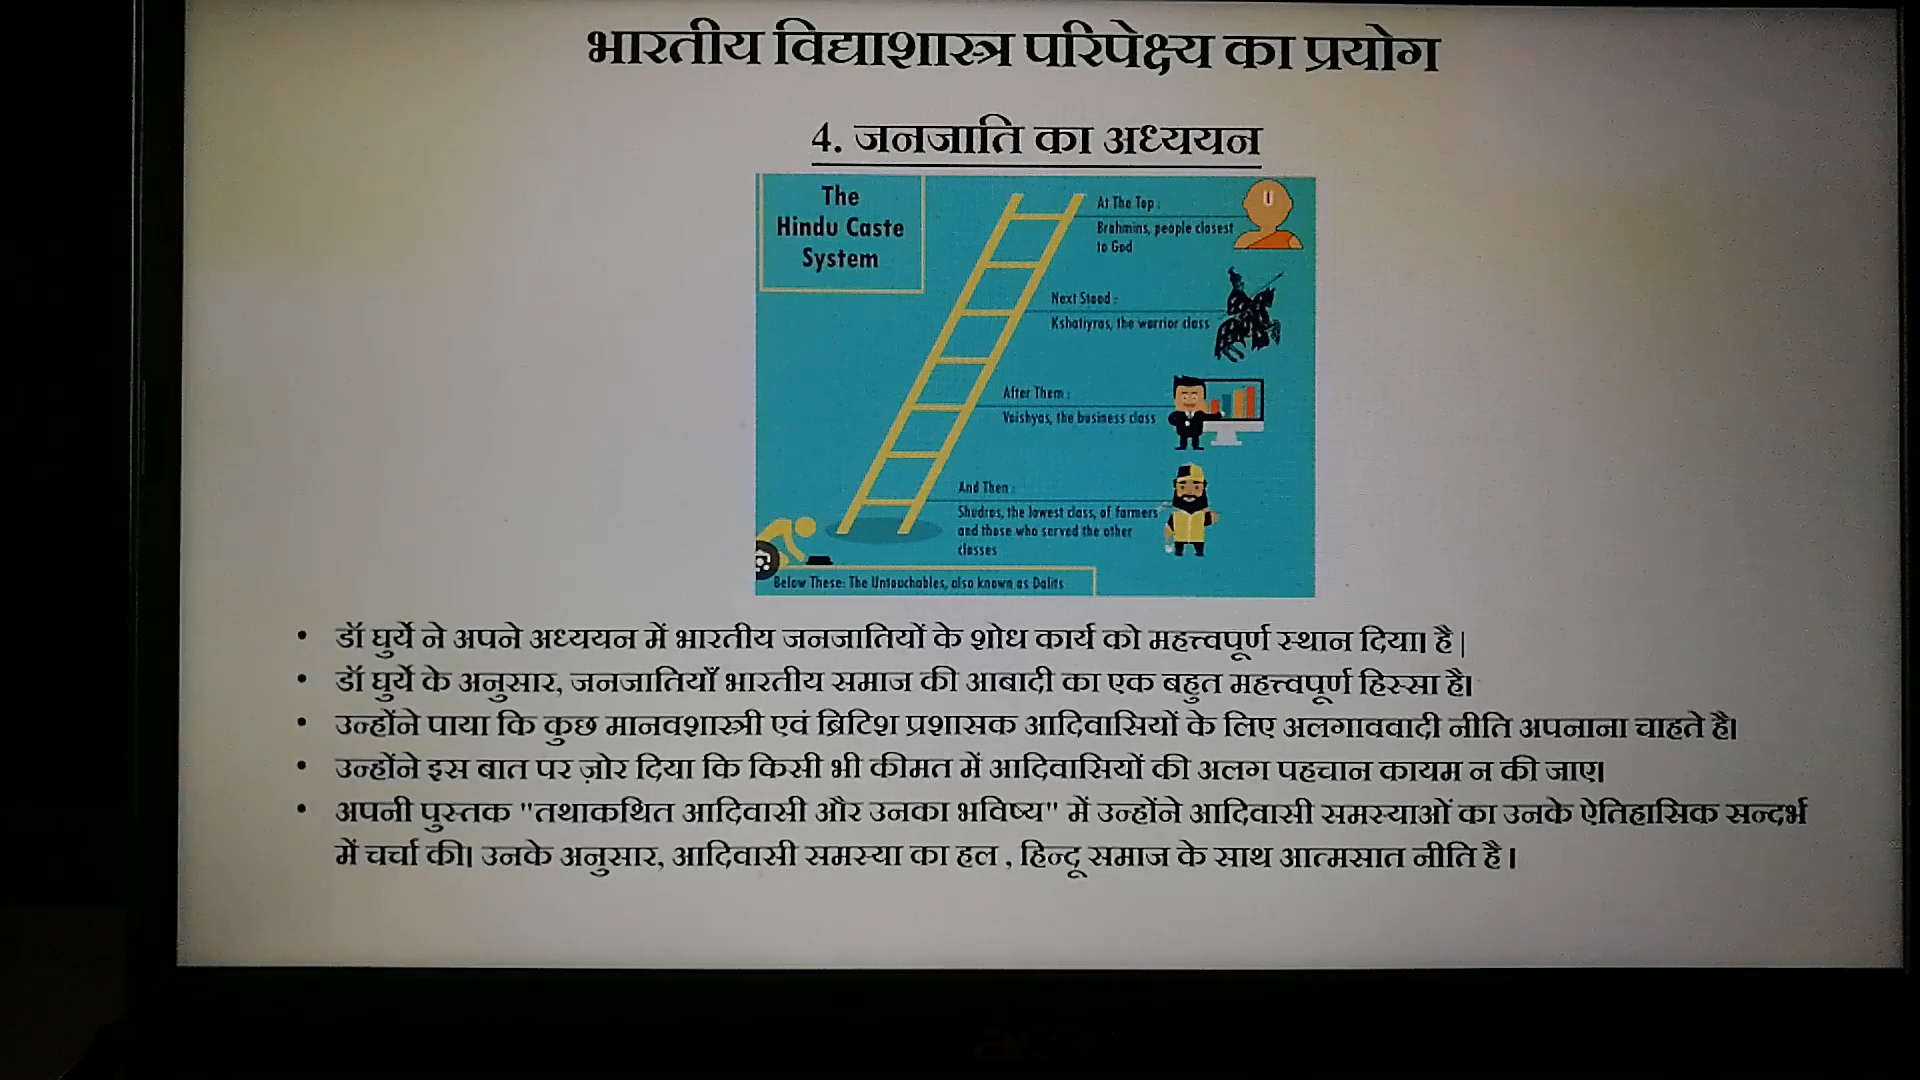 भारतीय विद्याशास्त्र परिपेक्ष्य का प्रयोग
4. जनजाति का अध्ययन
The
Hindu Caste
System
At The Top :
Brahmins, people closest
to God
Next Stood :
Kshatiyras, the warrior class
After Them :
Vaishyas, the business class
And Then :
Shudras, the lowest class, of farmers
and those who served the other
classes
Below These: The Untouchables, also known as Dalits
• डॉ घुर्ये ने अपने अध्ययन में भारतीय जनजातियों के शोध कार्य को महत्त्वपूर्ण स्थान दिया। है |
• डॉ घुर्ये के अनुसार, जनजातियाँ भारतीय समाज की आबादी का एक बहुत महत्त्वपूर्ण हिस्सा है।
• उन्होंने पाया कि कुछ मानवशास्त्री एवं ब्रिटिश प्रशासक आदिवासियों के लिए अलगाववादी नीति अपनाना चाहते है।
• उन्होंने इस बात पर ज़ोर दिया कि किसी भी कीमत में आदिवासियों की अलग पहचान कायम न की जाए।
• अपनी पुस्तक "तथाकथित आदिवासी और उनका भविष्य" में उन्होंने आदिवासी समस्याओं का उनके ऐतिहासिक सन्दर्भ
में चर्चा की। उनके अनुसार, आदिवासी समस्या का हल , हिन्दू समाज के साथ आत्मसात नीति है ।
acer